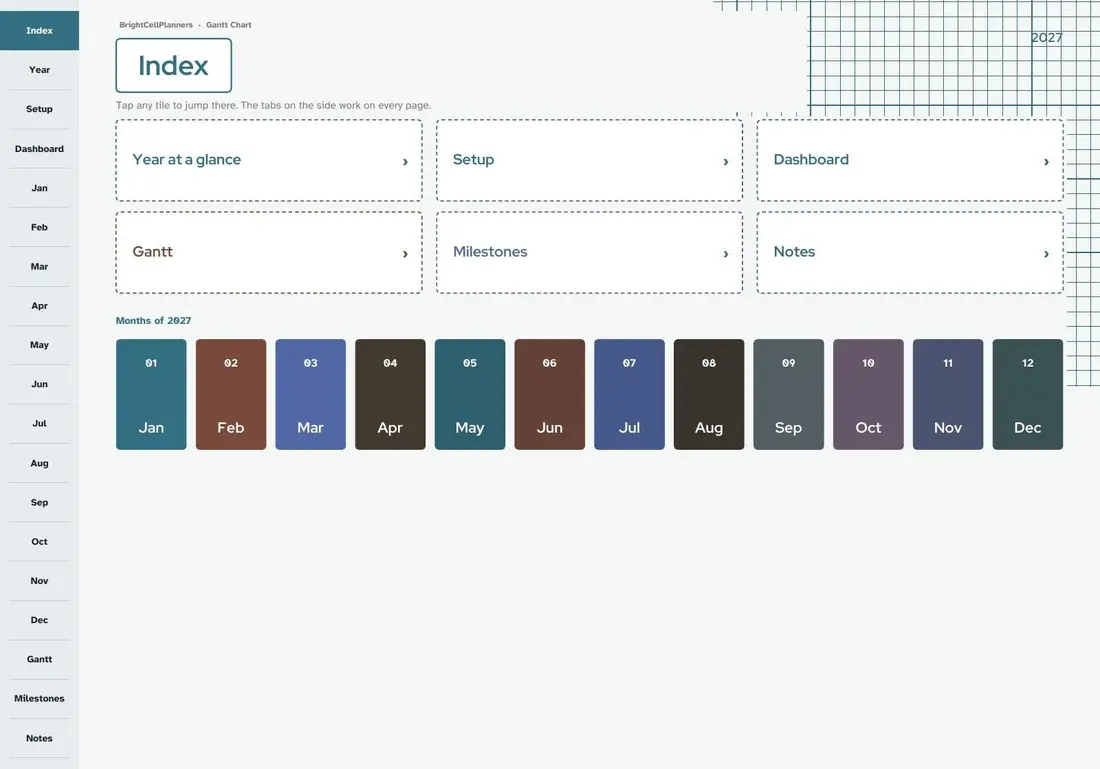 Index
Year
Setup
Dashboard
Jan
Feb
Mar
Apr
May
Jun
Jul
Aug
Sep
Oct
Nov
Dec
Gantt
Milestones
Notes
BrightCellPlanners · Gantt Chart
2027
Index
Tap any tile to jump there. The tabs on the side work on every page.
Year at a glance ›
Setup ›
Dashboard ›
Gantt ›
Milestones ›
Notes ›
Months of 2027
01 02 03 04 05 06 07 08 09 10 11 12
Jan Feb Mar Apr May Jun Jul Aug Sep Oct Nov Dec